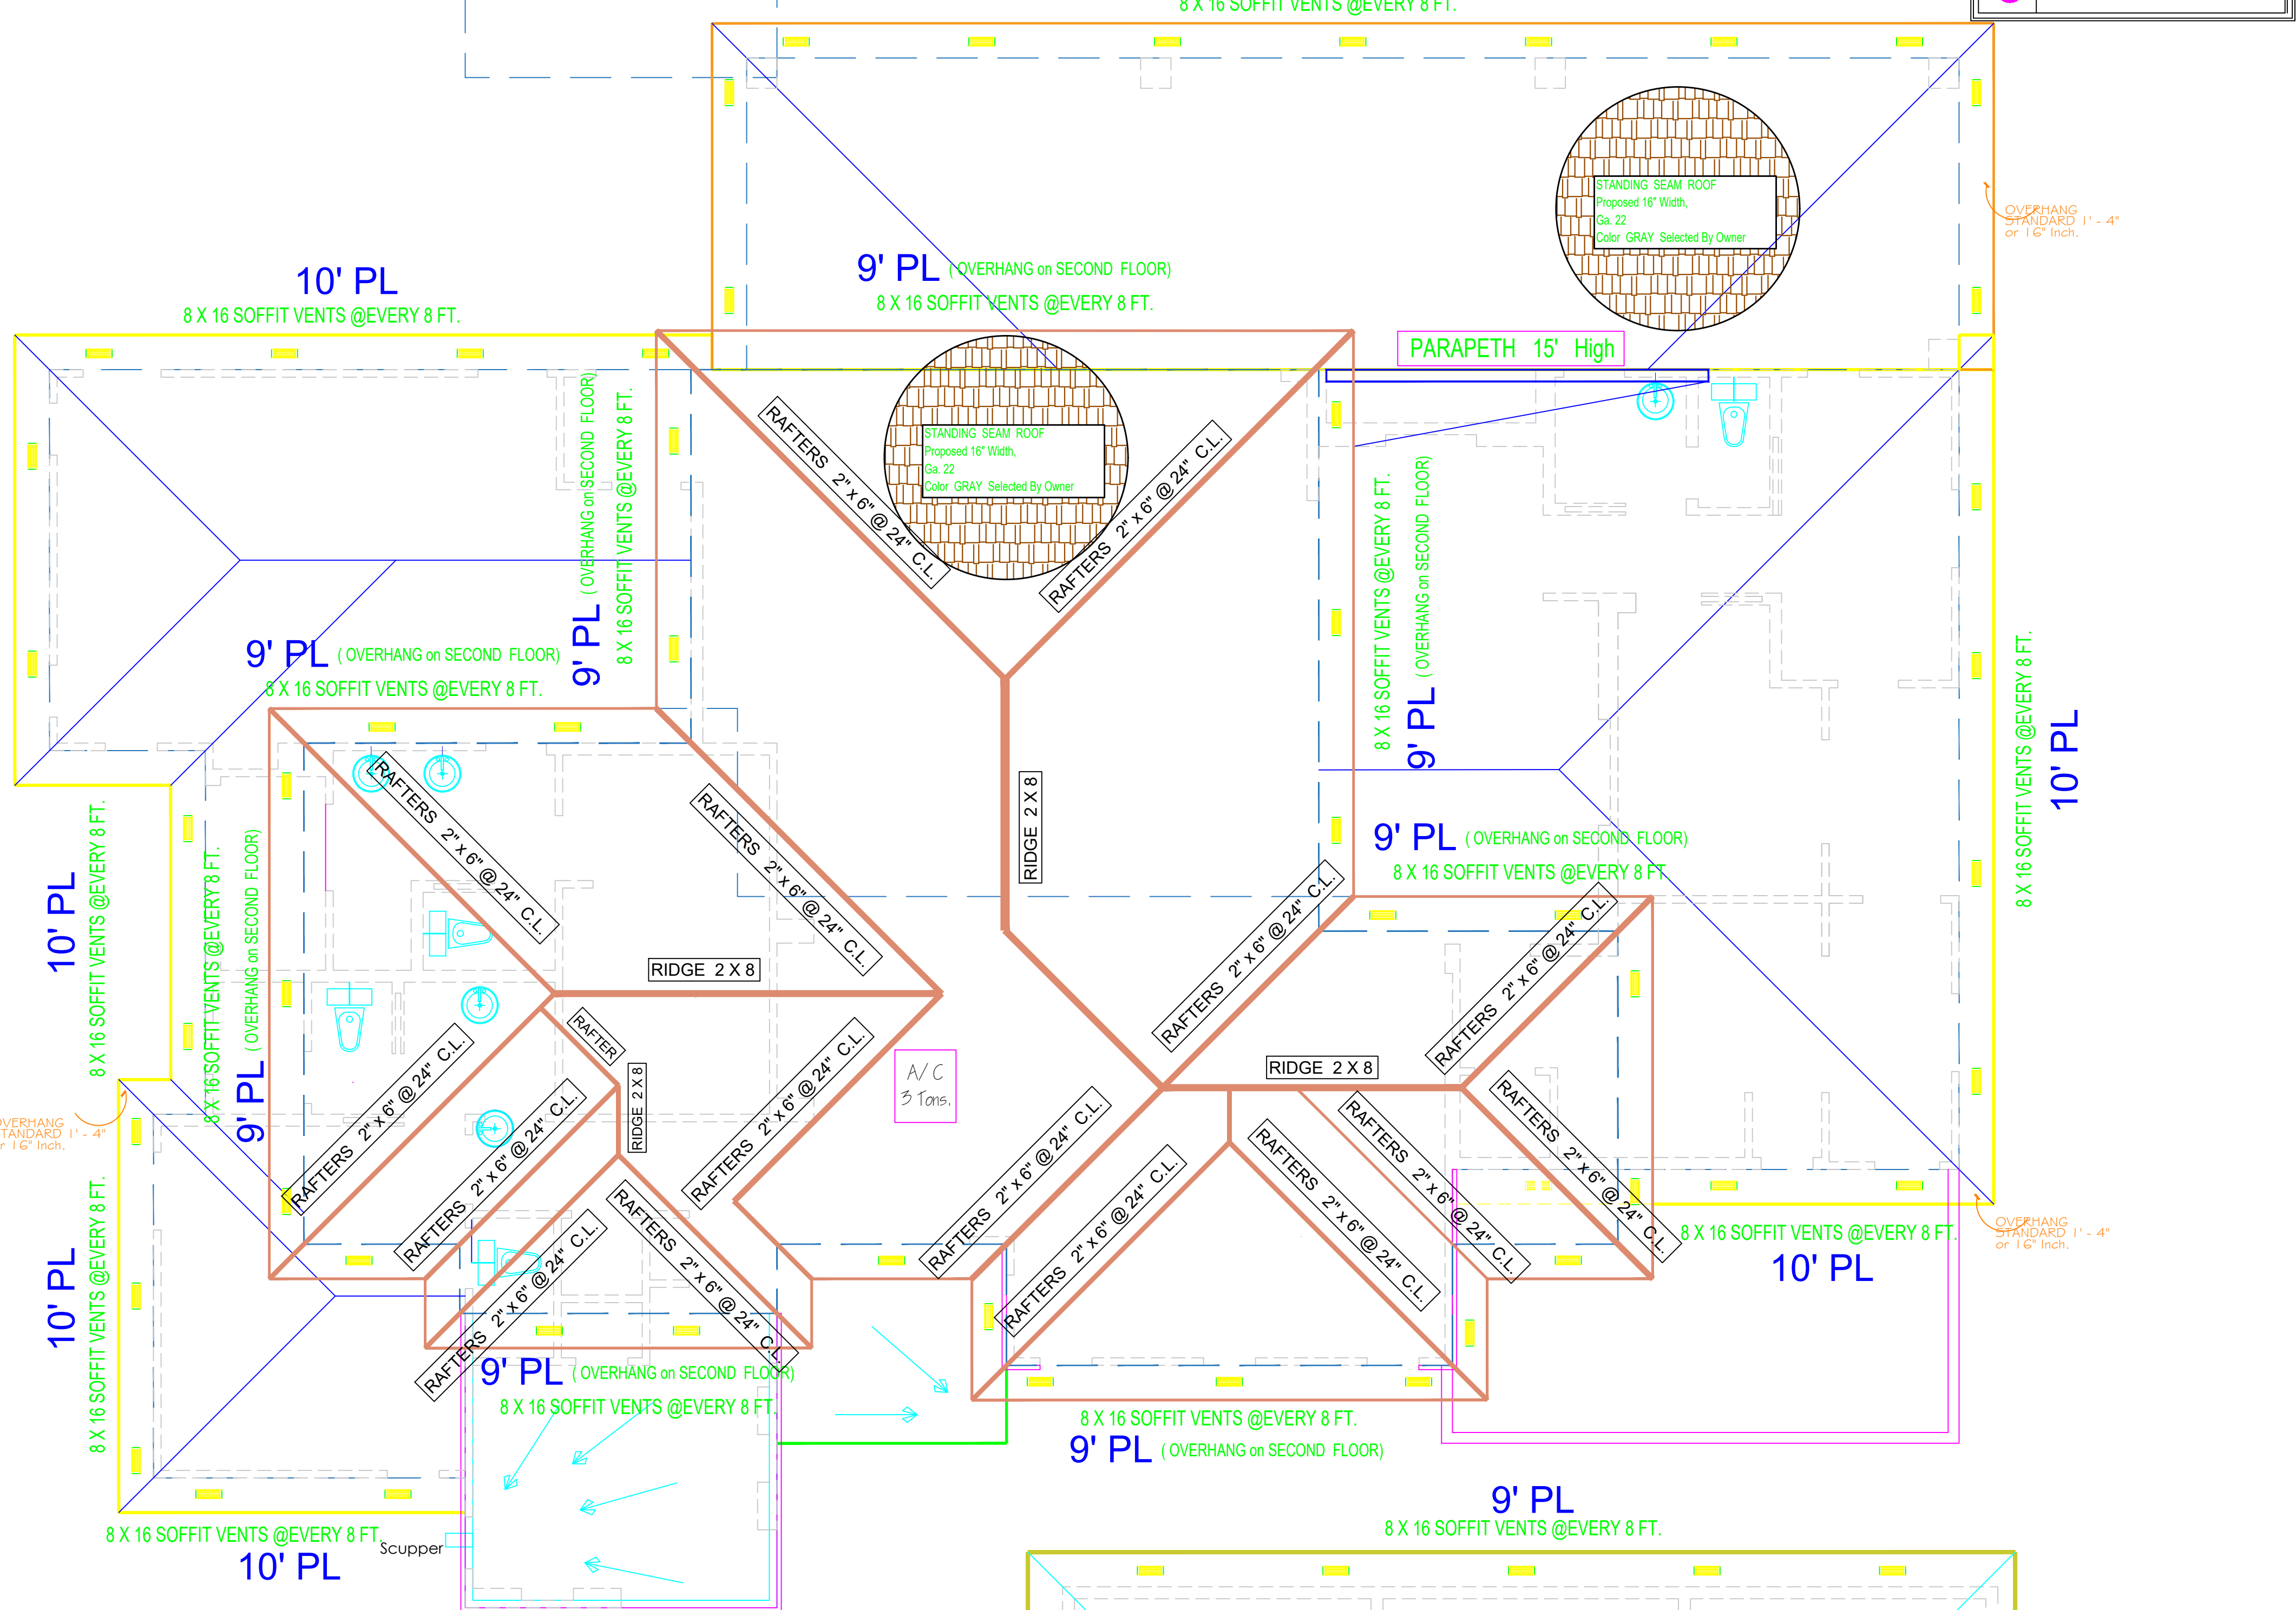 8 X 16 SOFFIT VENTS @EVERY 8 FT.
STANDING SEAM ROOF
Proposed 16" Width,
Ga. 22
Color GRAY Selected By Owner
OVERHANG
STANDARD 1' - 4"
or 16" Inch.
10' PL
8 X 16 SOFFIT VENTS @EVERY 8 FT.
9' PL ( OVERHANG on SECOND FLOOR)
8 X 16 SOFFIT VENTS @EVERY 8 FT.
PARAPETH 15' High
STANDING SEAM ROOF
Proposed 16" Width,
Ga. 22
Color GRAY Selected By Owner
RAFTERS 2" x 6" @ 24" C.L.
RAFTERS 2" x 6" @ 24" C.L.
9' PL ( OVERHANG on SECOND FLOOR)
8 X 16 SOFFIT VENTS @EVERY 8 FT.
8 X 16 SOFFIT VENTS @EVERY 8 FT.
9' PL ( OVERHANG on SECOND FLOOR)
9' PL ( OVERHANG on SECOND FLOOR)
8 X 16 SOFFIT VENTS @EVERY 8 FT.
8 X 16 SOFFIT VENTS @EVERY 8 FT.
10' PL
RIDGE 2 X 8
9' PL ( OVERHANG on SECOND FLOOR)
8 X 16 SOFFIT VENTS @EVERY 8 FT.
RAFTERS 2" x 6" @ 24" C.L.
RAFTERS 2" x 6" @ 24" C.L.
RAFTERS 2" x 6" @ 24" C.L.
RAFTERS 2" x 6" @ 24" C.L.
10' PL
8 X 16 SOFFIT VENTS @EVERY 8 FT.
8 X 16 SOFFIT VENTS @EVERY 8 FT.
9' PL ( OVERHANG on SECOND FLOOR)
RIDGE 2 X 8
RAFTER
RIDGE 2 X 8
A/C
3 Tons.
RIDGE 2 X 8
OVERHANG
STANDARD 1' - 4"
or 16" Inch.
RAFTERS 2" x 6" @ 24" C.L.
RAFTERS 2" x 6" @ 24" C.L.
RAFTERS 2" x 6" @ 24" C.L.
RAFTERS 2" x 6" @ 24" C.L.
RAFTERS 2" x 6" @ 24" C.L.
RAFTERS 2" x 6" @ 24" C.L.
RAFTERS 2" x 6" @ 24" C.L.
RAFTERS 2" x 6" @ 24" C.L.
RAFTERS 2" x 6" @ 24" C.L.
RAFTERS 2" x 6" @ 24" C.L.
10' PL
8 X 16 SOFFIT VENTS @EVERY 8 FT.
8 X 16 SOFFIT VENTS @EVERY 8 FT.
10' PL
OVERHANG
STANDARD 1' - 4"
or 16" Inch.
9' PL ( OVERHANG on SECOND FLOOR)
8 X 16 SOFFIT VENTS @EVERY 8 FT.
8 X 16 SOFFIT VENTS @EVERY 8 FT.
9' PL ( OVERHANG on SECOND FLOOR)
8 X 16 SOFFIT VENTS @EVERY 8 FT.
10' PL
Scupper
9' PL
8 X 16 SOFFIT VENTS @EVERY 8 FT.